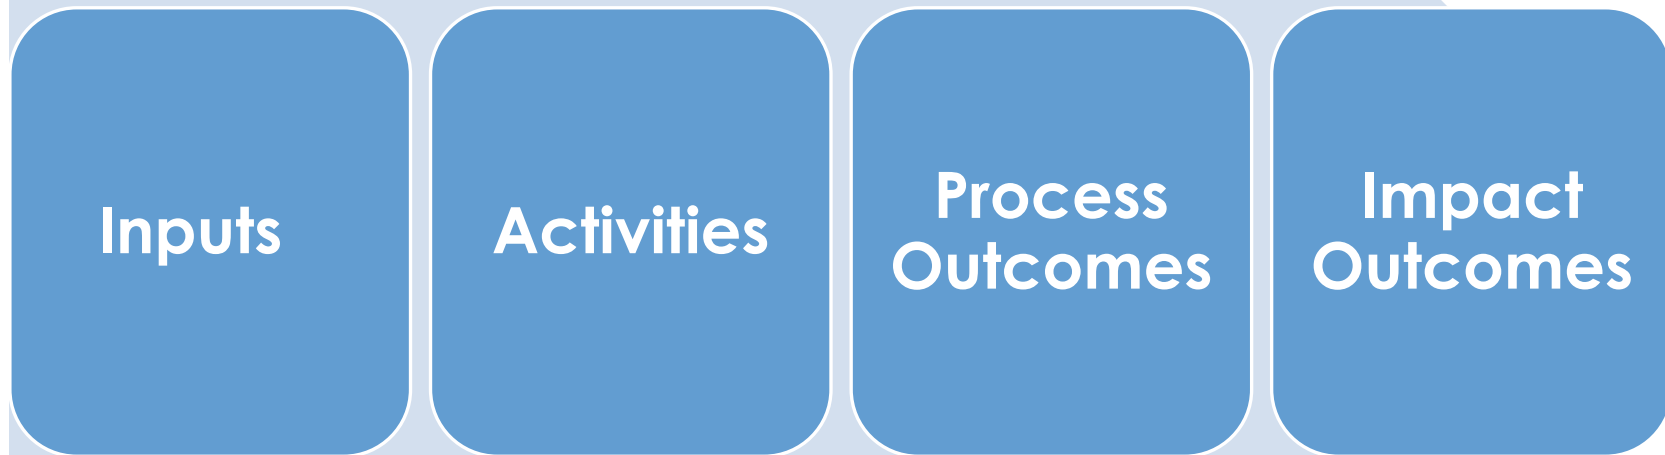 Inputs
Activities
Process
Outcomes
Impact
Outcomes